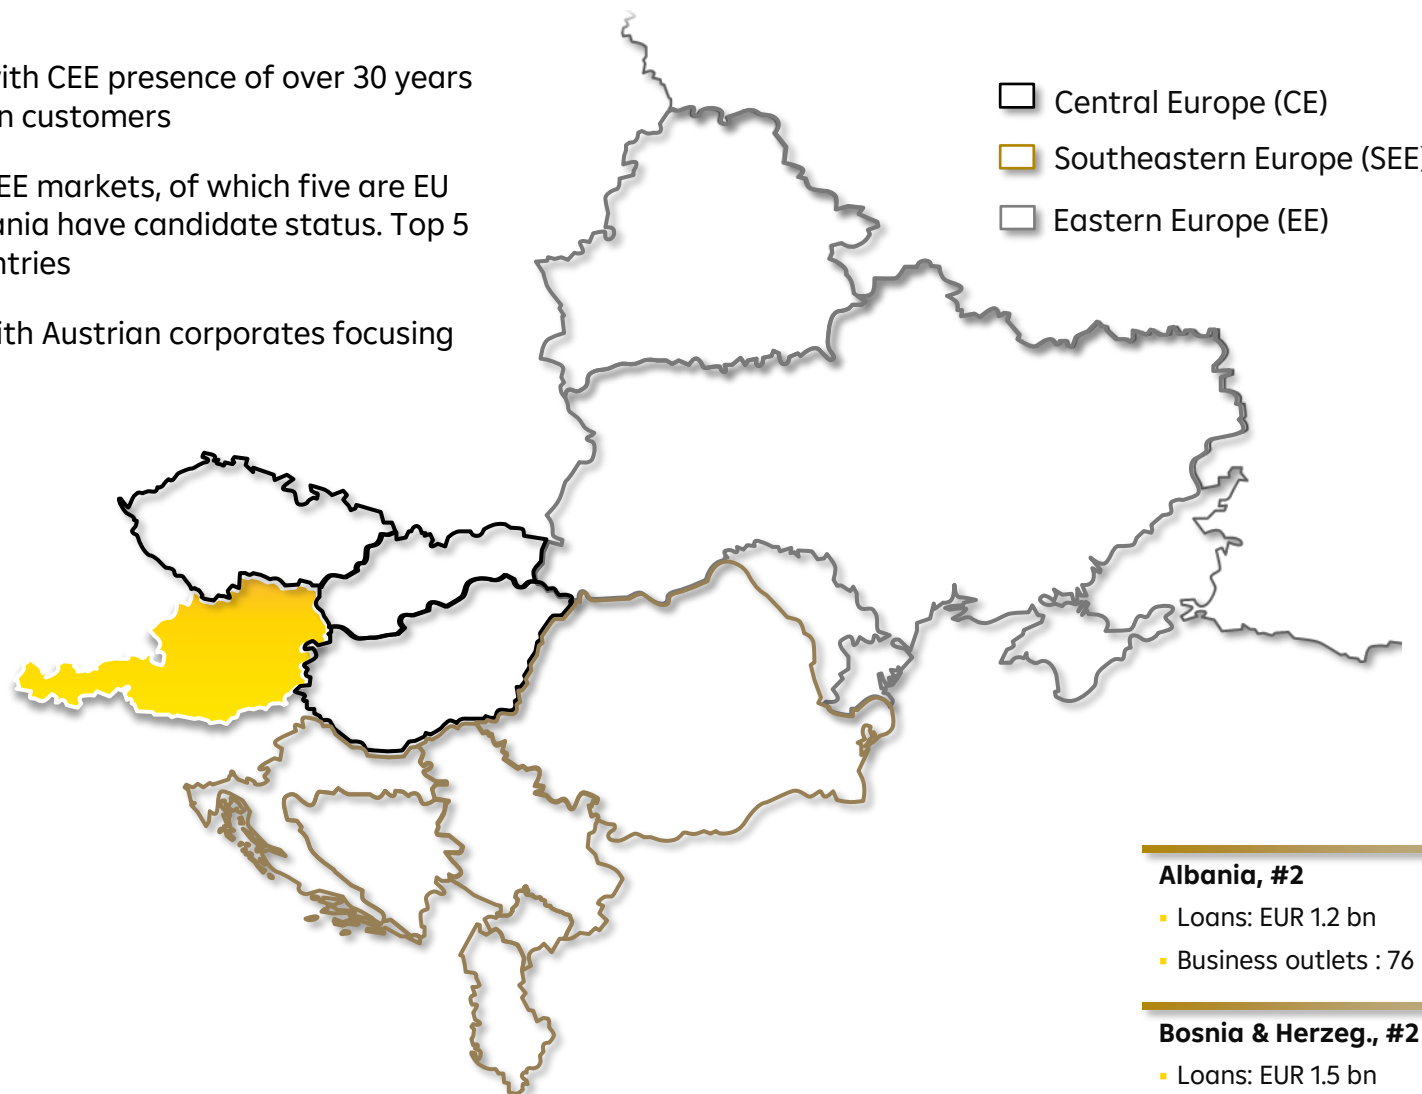 with CEE presence of over 30 years
n customers
EE markets, of which five are EU
ania have candidate status. Top 5
ntries
ith Austrian corporates focusing
Central Europe (CE)
Southeastern Europe (SEE)
Eastern Europe (EE)
Albania, #2
▪ Loans: EUR 1.2 bn
▪ Business outlets : 76
Bosnia & Herzeg., #2
▪ Loans: EUR 1.5 bn